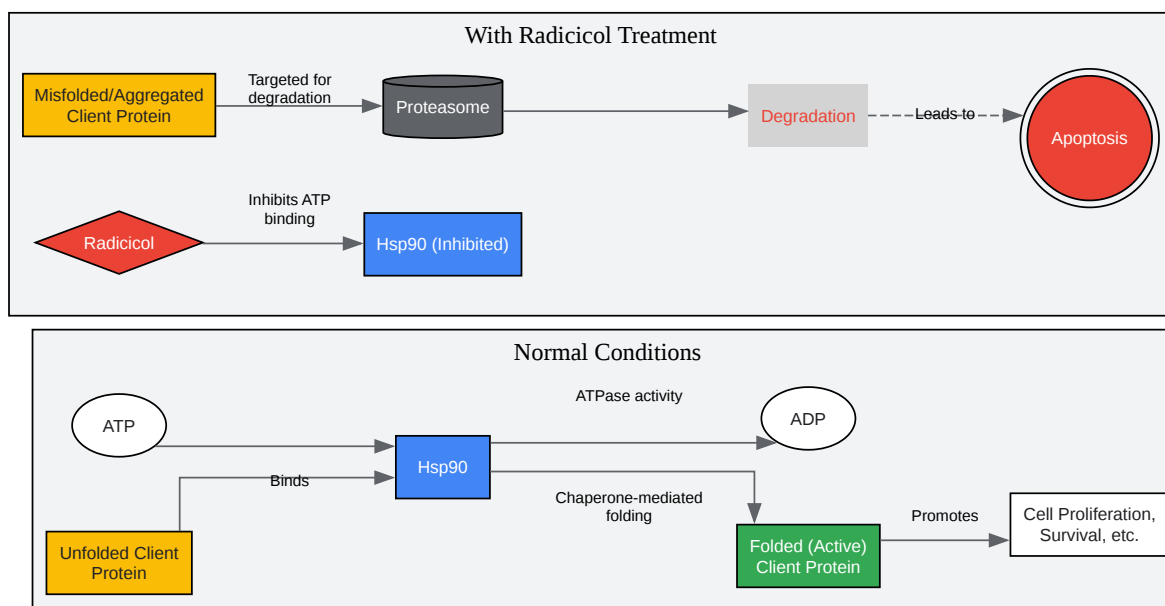 With Radicicol Treatment
Misfolded/Aggregated
Client Protein
Targeted for
degradation
Proteasome
Degradation
Leads to
Apoptosis
Radicicol
Inhibits ATP
binding
Hsp90 (Inhibited)
Normal Conditions
ATP
ATPase activity
ADP
Binds
Hsp90
Chaperone-mediated
folding
Unfolded Client
Protein
Folded (Active)
Client Protein
Promotes
Cell Proliferation,
Survival, etc.